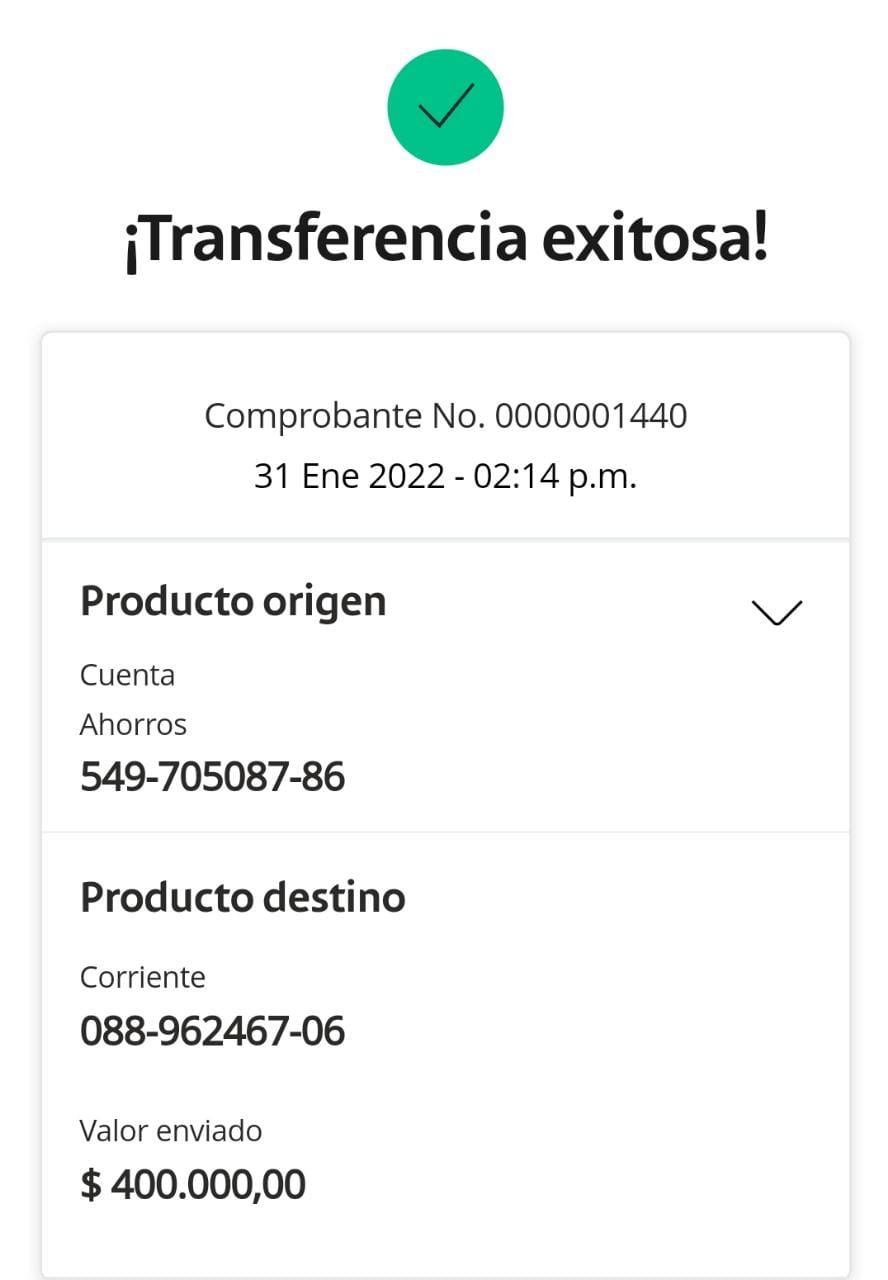 ¡Transferencia exitosa!
Comprobante No. 0000001440
31 Ene 2022 - 02:14 p.m.
Producto origen
Cuenta
Ahorros
549-705087-86
Producto destino
Corriente
088-962467-06
Valor enviado
$ 400.000,00